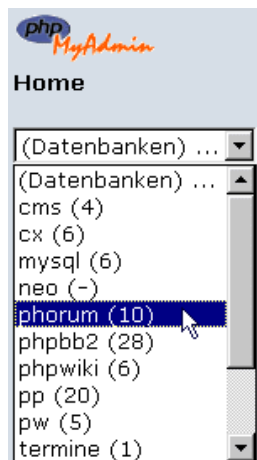 php
MyAdmin
Home
(Datenbanken) ...
(Datenbanken) ...
cms (4)
cx (6)
mysql (6)
neo (-)
phorum (10)
phpbb2 (28)
phpwiki (6)
pp (20)
pw (5)
termine (1)